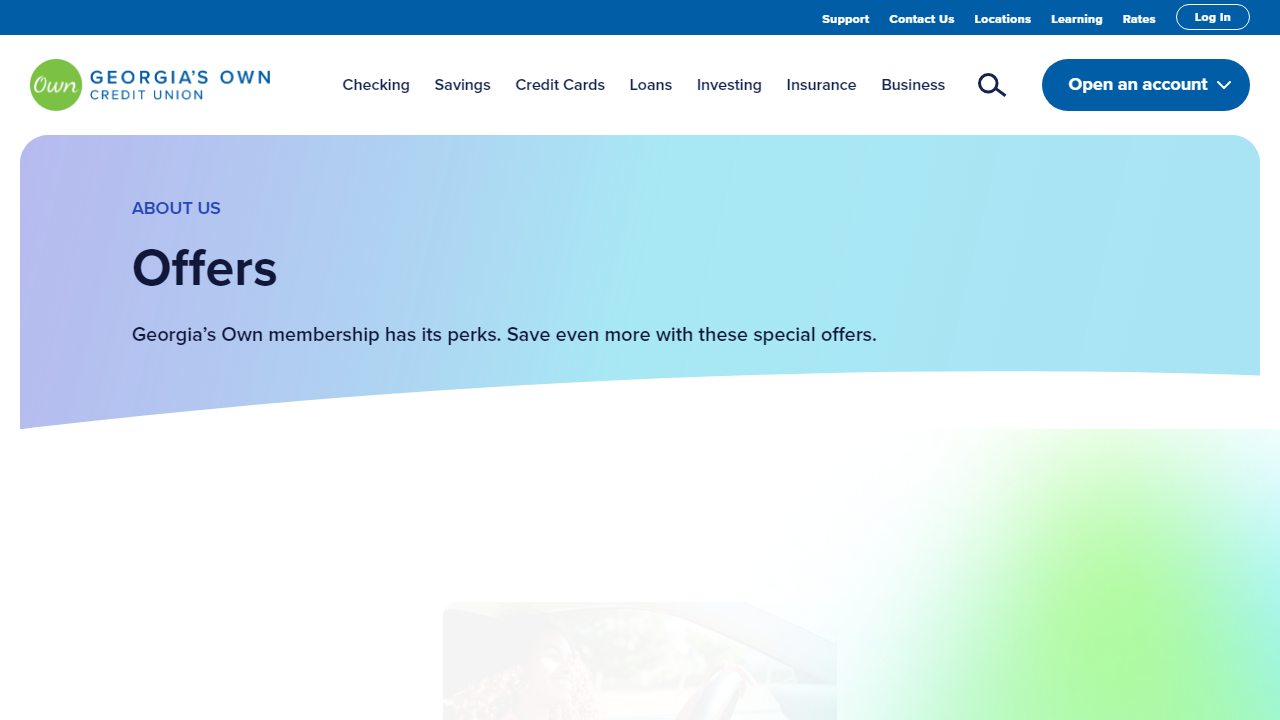 Support Contact Us Locations Learning Rates Log In
Own GEORGIA'S OWN
CREDIT UNION
Checking Savings Credit Cards Loans Investing Insurance Business
Open an account
ABOUT US
Offers
Georgia’s Own membership has its perks. Save even more with these special offers.